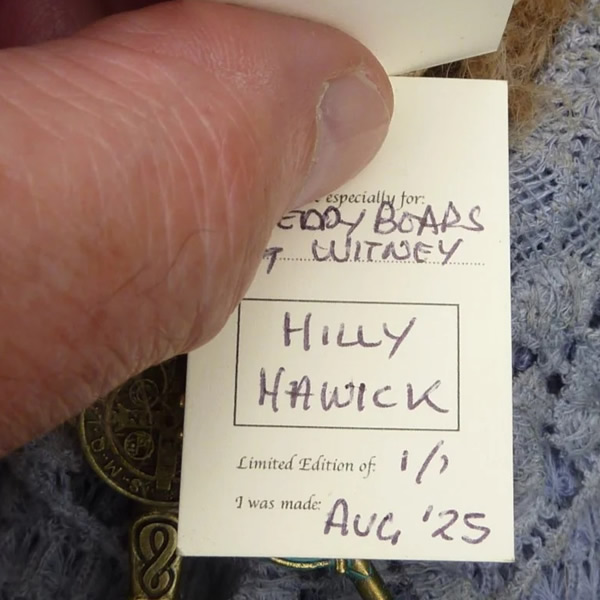 especially for:
EDDY BEARS
WITNEY
HILLY
HAWICK
Limited Edition of: 1/1
I was made: AUG '25